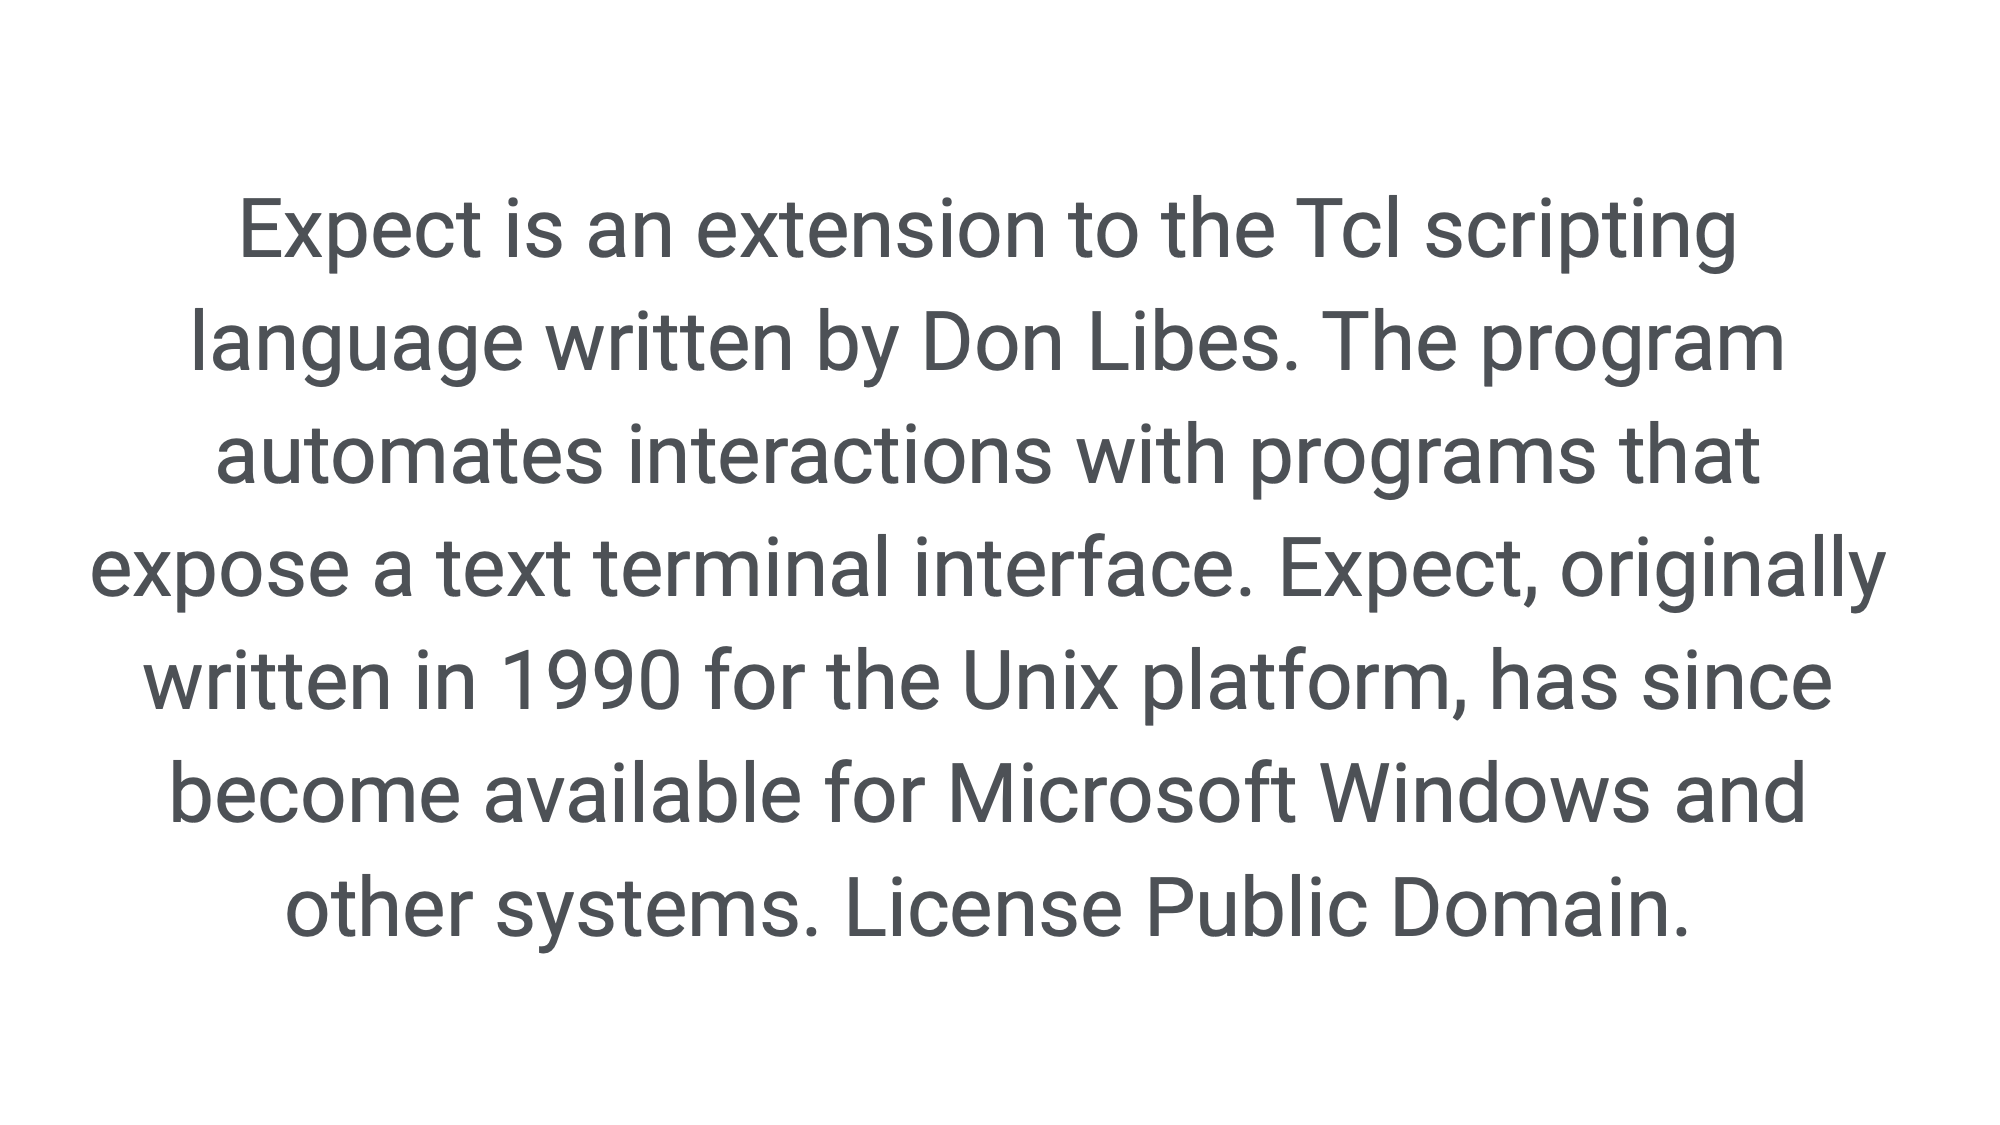 Expect is an extension to the Tcl scripting
language written by Don Libes. The program
automates interactions with programs that
expose a text terminal interface. Expect, originally
written in 1990 for the Unix platform, has since
become available for Microsoft Windows and
other systems. License Public Domain.